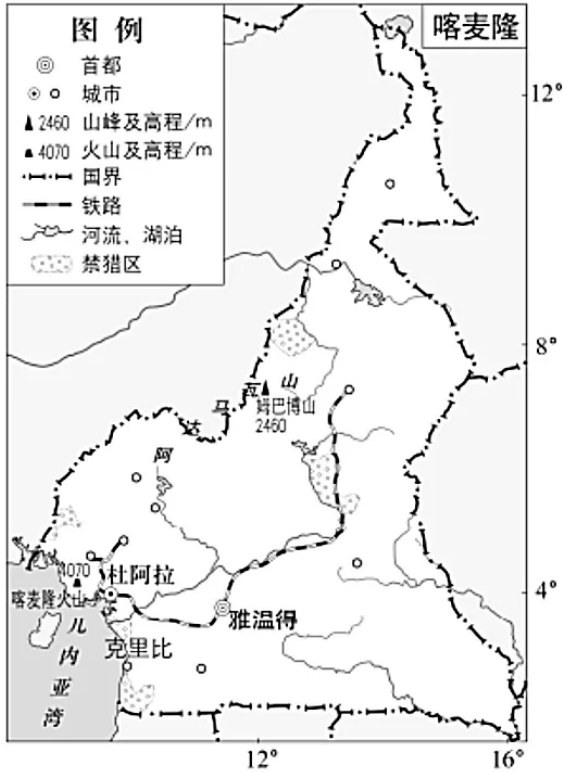 喀麦隆
图例
首都
城市
2460 山峰及高程/m
4070 火山及高程/m
国界
铁路
河流、湖泊
禁猎区
12°
8°
4°
阿达马瓦山
姆巴博山
2460
4070
喀麦隆火山
杜阿拉
雅温得
克里比
几内亚湾
12°
16°